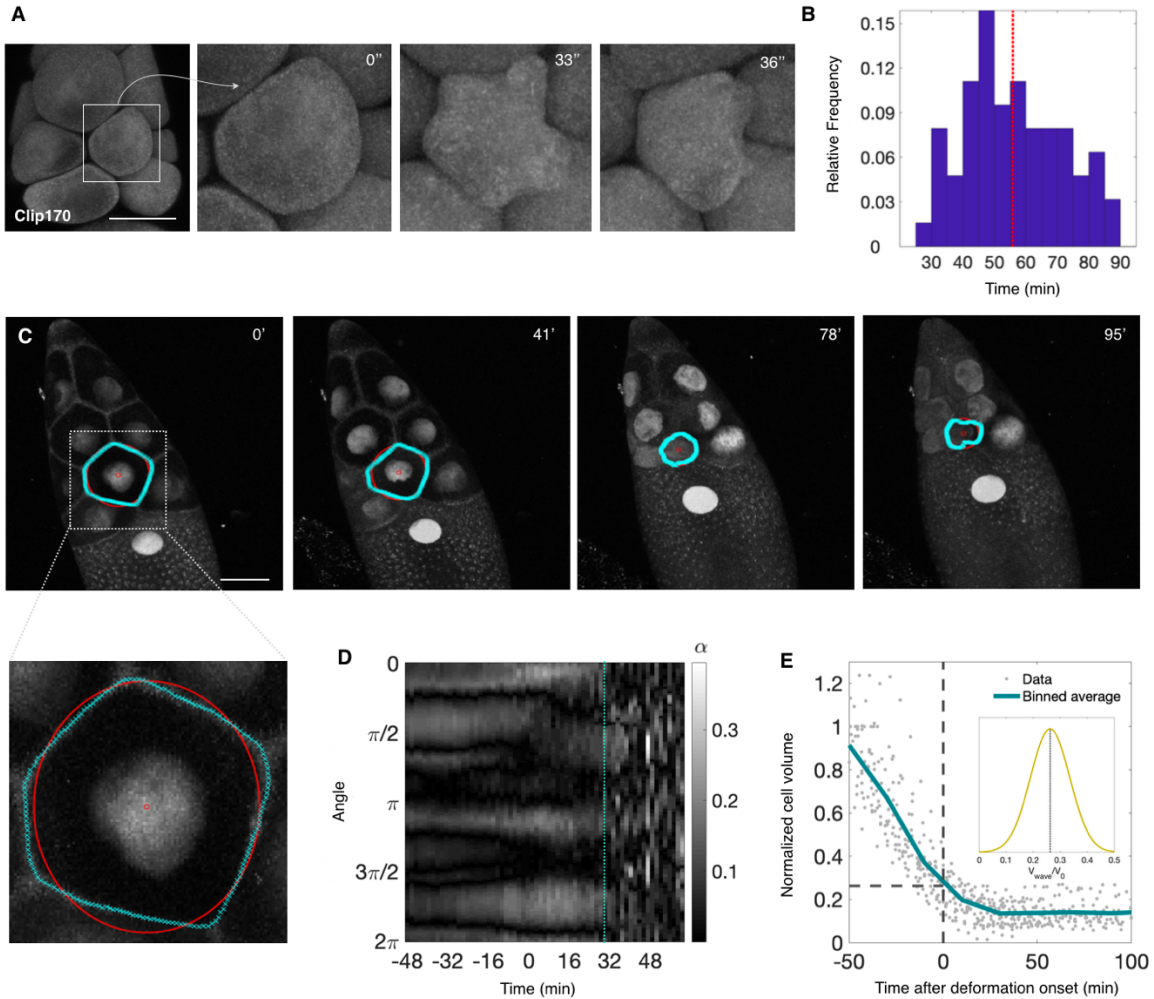 A
0’’
33’’
36’’
Clip170
B
Relative Frequency
0.15
0.12
0.09
0.06
0.03
0
30 40 50 60 70 80 90
Time (min)
C
0’
41’
78’
95’
D
α
Angle
0
π/2
π
3π/2
2π
0.3
0.2
0.1
-48 -32 -16 0 16 32 48
Time (min)
E
Normalized cell volume
1.2
1
0.8
0.6
0.4
0.2
0
Data
Binned average
0 0.1 0.2 0.3 0.4 0.5
V_wave/V_0
-50 0 50 100
Time after deformation onset (min)